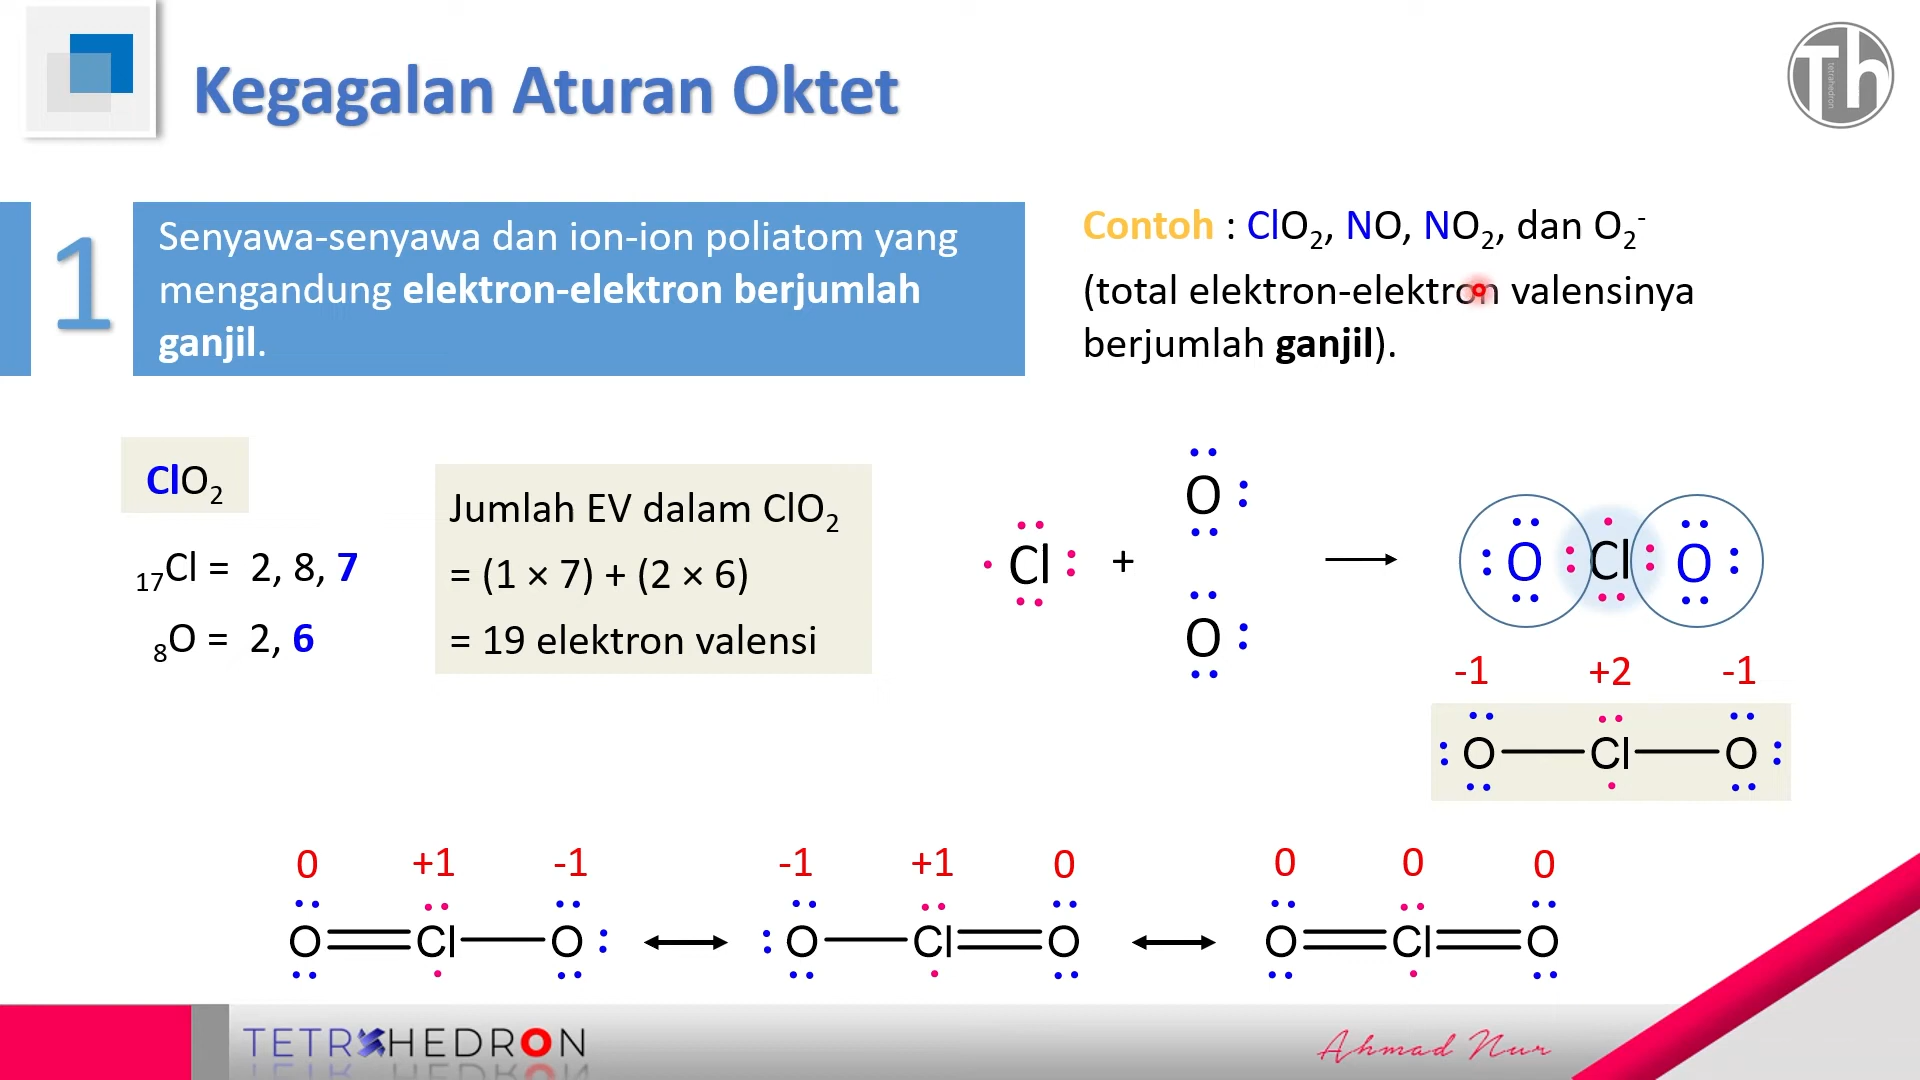 Kegagalan Aturan Oktet
Th
tetrahedron
1
Senyawa-senyawa dan ion-ion poliatom yang
mengandung elektron-elektron berjumlah
ganjil.
Contoh : ClO₂, NO, NO₂, dan O₂⁻
(total elektron-elektron valensinya
berjumlah ganjil).
ClO₂
₁₇Cl = 2, 8, 7
₈O = 2, 6
Jumlah EV dalam ClO₂
= (1 × 7) + (2 × 6)
= 19 elektron valensi
Cl + O O → O Cl O
-1 +2 -1
O Cl O
0 +1 -1
O Cl O
-1 +1 0
O Cl O
0 0 0
O Cl O
TETRAHEDRON
Ahmad Nur